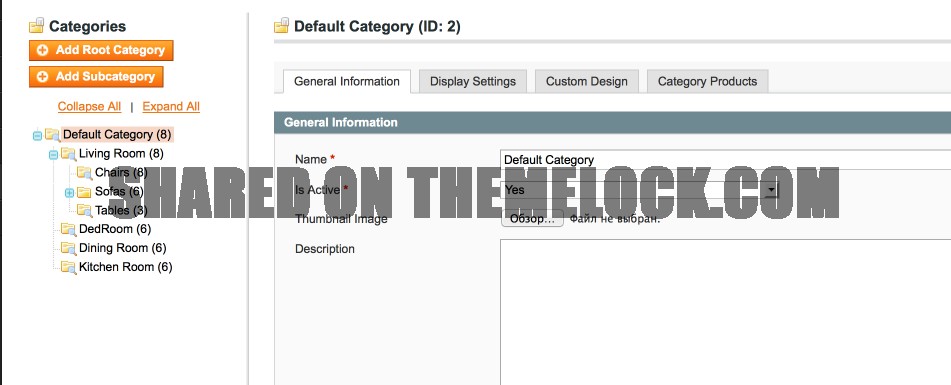 Categories
Add Root Category
Add Subcategory
Collapse All | Expand All
Default Category (8)
Living Room (8)
Chairs (8)
Sofas (6)
Tables (3)
DedRoom (6)
Dining Room (6)
Kitchen Room (6)
Default Category (ID: 2)
General Information
Display Settings
Custom Design
Category Products
General Information
Name *
Default Category
Is Active *
Yes
Thumbnail Image
Обзор... Файл не выбран.
Description
SHARED ON THEMELOCK.COM